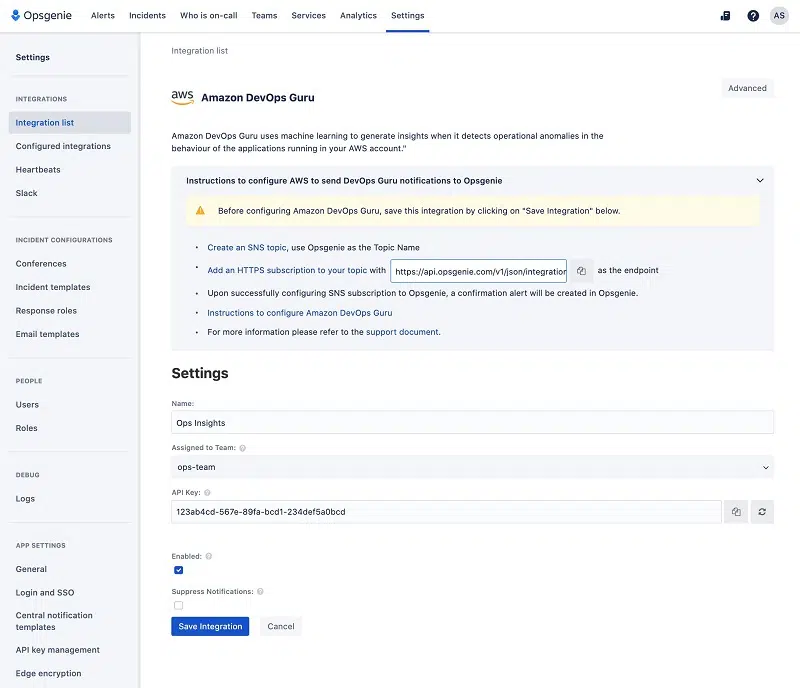 Opsgenie Alerts Incidents Who is on-call Teams Services Analytics Settings AS
Settings
INTEGRATIONS
Integration list
Configured integrations
Heartbeats
Slack
INCIDENT CONFIGURATIONS
Conferences
Incident templates
Response roles
Email templates
PEOPLE
Users
Roles
DEBUG
Logs
APP SETTINGS
General
Login and SSO
Central notification
templates
API key management
Edge encryption
Integration list
aws Amazon DevOps Guru
Advanced
Amazon DevOps Guru uses machine learning to generate insights when it detects operational anomalies in the
behaviour of the applications running in your AWS account."
Instructions to configure AWS to send DevOps Guru notifications to Opsgenie
Before configuring Amazon DevOps Guru, save this integration by clicking on "Save Integration" below.
• Create an SNS topic, use Opsgenie as the Topic Name
• Add an HTTPS subscription to your topic with https://api.opsgenie.com/v1/json/integration as the endpoint
• Upon successfully configuring SNS subscription to Opsgenie, a confirmation alert will be created in Opsgenie.
• Instructions to configure Amazon DevOps Guru
• For more information please refer to the support document.
Settings
Name:
Ops Insights
Assigned to Team:
ops-team
API Key:
123ab4cd-567e-89fa-bcd1-234def5a0bcd
Enabled:
Suppress Notifications:
Save Integration Cancel